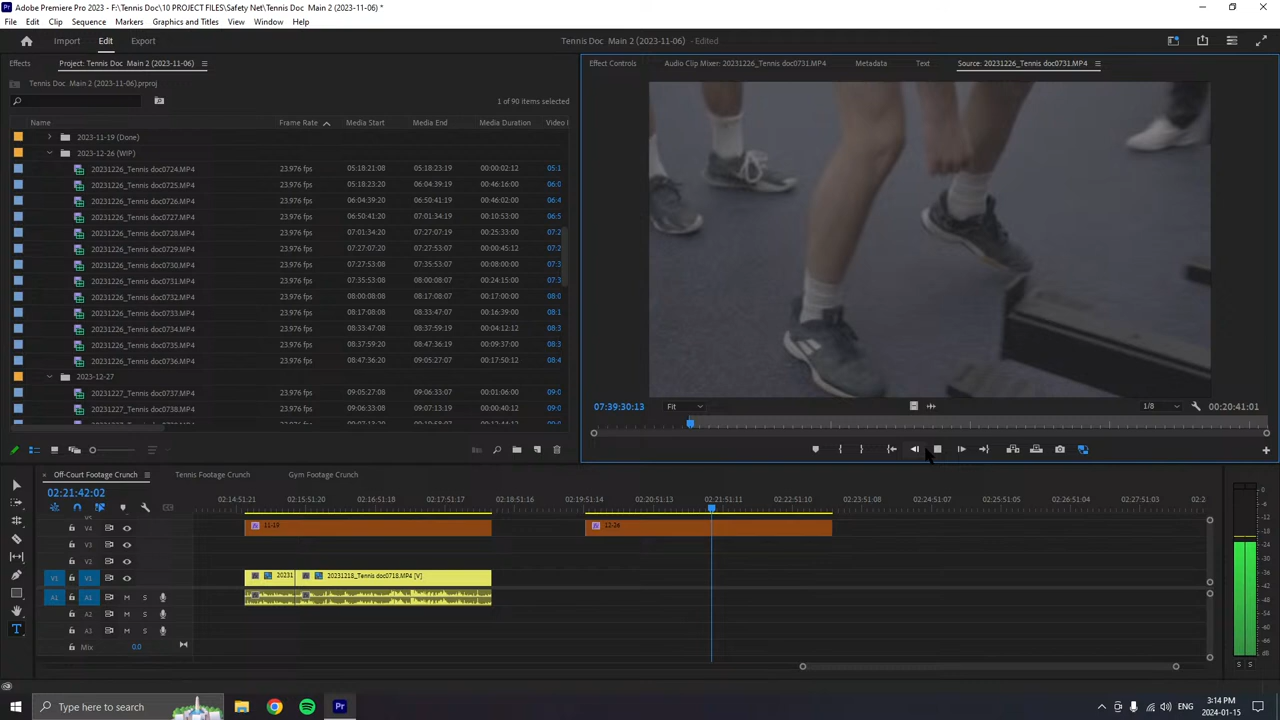 Adobe Premiere Pro 2023 - F:\Tennis Doc\10 PROJECT FILES\Safety Net\Tennis Doc Main 2 (2023-11-06) *
File Edit Clip Sequence Markers Graphics and Titles View Window Help
Import Edit Export
Tennis Doc Main 2 (2023-11-06) - Edited
Effects Project: Tennis Doc Main 2 (2023-11-06)
Effect Controls Audio Clip Mixer: 20231226_Tennis doc0731.MP4 Metadata Text Source: 20231226_Tennis doc0731.MP4
Tennis Doc Main 2 (2023-11-06).prproj
1 of 90 items selected
Name Frame Rate Media Start Media End Media Duration Video I
2023-11-19 (Done)
2023-12-26 (WIP)
20231226_Tennis doc0724.MP4 23.976 fps 05:18:21:08 05:18:23:19 00:00:02:12 05:1
20231226_Tennis doc0725.MP4 23.976 fps 05:18:23:20 06:04:39:19 00:46:16:00 06:0
20231226_Tennis doc0726.MP4 23.976 fps 06:04:39:20 06:50:41:19 00:46:02:00 06:4
20231226_Tennis doc0727.MP4 23.976 fps 06:50:41:20 07:01:34:19 00:10:53:00 06:5
20231226_Tennis doc0728.MP4 23.976 fps 07:01:34:20 07:27:07:19 00:25:33:00 07:2
20231226_Tennis doc0729.MP4 23.976 fps 07:27:07:20 07:27:53:07 00:00:45:12 07:2
20231226_Tennis doc0730.MP4 23.976 fps 07:27:53:08 07:35:53:07 00:08:00:00 07:2
20231226_Tennis doc0731.MP4 23.976 fps 07:35:53:08 08:00:08:07 00:24:15:00 07:3
20231226_Tennis doc0732.MP4 23.976 fps 08:00:08:08 08:17:08:07 00:17:00:00 08:0
20231226_Tennis doc0733.MP4 23.976 fps 08:17:08:08 08:33:47:07 00:16:39:00 08:1
20231226_Tennis doc0734.MP4 23.976 fps 08:33:47:08 08:37:59:19 00:04:12:12 08:3
20231226_Tennis doc0735.MP4 23.976 fps 08:37:59:20 08:47:36:19 00:09:37:00 08:4
20231226_Tennis doc0736.MP4 23.976 fps 08:47:36:20 09:05:27:07 00:17:50:12 08:4
2023-12-27
20231227_Tennis doc0737.MP4 23.976 fps 09:05:27:08 09:06:33:07 00:01:06:00 09:0
20231227_Tennis doc0738.MP4 23.976 fps 09:06:33:08 09:07:13:19 00:00:40:12 09:0
07:39:30:13 Fit 1/8 00:20:41:01
Off-Court Footage Crunch Tennis Footage Crunch Gym Footage Crunch
02:21:42:02
02:14:51:21 02:15:51:20 02:16:51:18 02:17:51:17 02:18:51:16 02:19:51:14 02:20:51:13 02:21:51:11 02:22:51:10 02:23:51:08 02:24:51:07 02:25:51:05 02:26:51:04 02:27:51:03 02:2
V4 11-19 12-26
V3
V2
V1 V1 20231 20231218_Tennis doc0718.MP4 [V]
A1 A1 M S
A2 M S
A3 M S
Mix 0.0
0
-6
-12
-18
-24
-30
-36
-42
-48
-54
-60
dB
S S
Type here to search
Pr
ENG
3:14 PM
2024-01-15